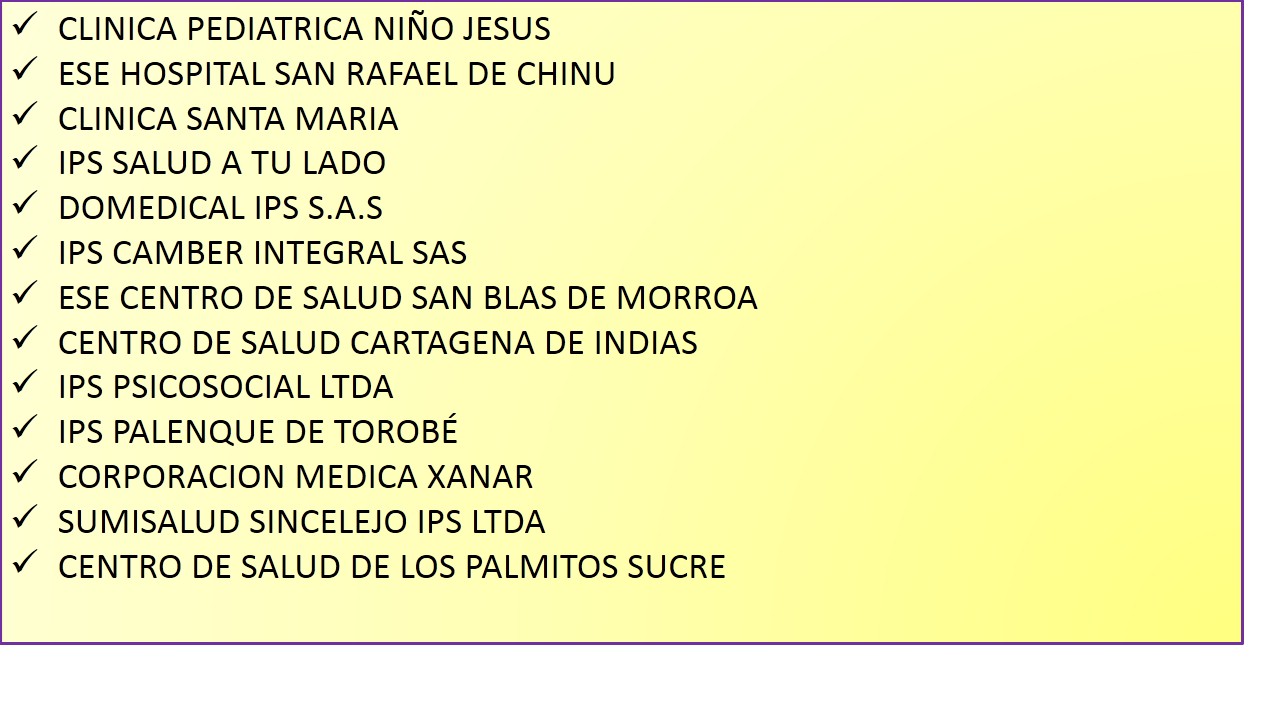 ✓ CLINICA PEDIATRICA NIÑO JESUS
✓ ESE HOSPITAL SAN RAFAEL DE CHINU
✓ CLINICA SANTA MARIA
✓ IPS SALUD A TU LADO
✓ DOMEDICAL IPS S.A.S
✓ IPS CAMBER INTEGRAL SAS
✓ ESE CENTRO DE SALUD SAN BLAS DE MORROA
✓ CENTRO DE SALUD CARTAGENA DE INDIAS
✓ IPS PSICOSOCIAL LTDA
✓ IPS PALENQUE DE TOROBÉ
✓ CORPORACION MEDICA XANAR
✓ SUMISALUD SINCELEJO IPS LTDA
✓ CENTRO DE SALUD DE LOS PALMITOS SUCRE